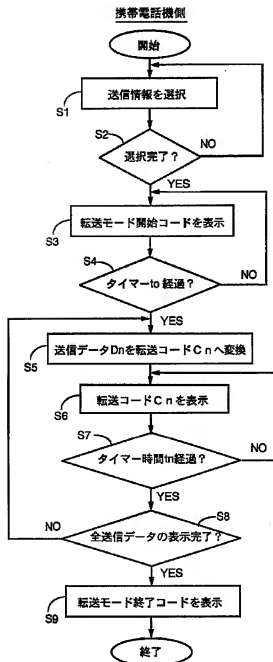 携帯電話機側
開始
送信情報を選択
S1
S2
選択完了？
NO
YES
転送モード開始コードを表示
S3
S4
タイマーto 経過？
NO
YES
送信データDnを転送コードCnへ変換
S5
転送コードCnを表示
S6
S7
タイマー時間tn経過？
NO
YES
S8
NO
全送信データの表示完了？
YES
転送モード終了コードを表示
S9
終了